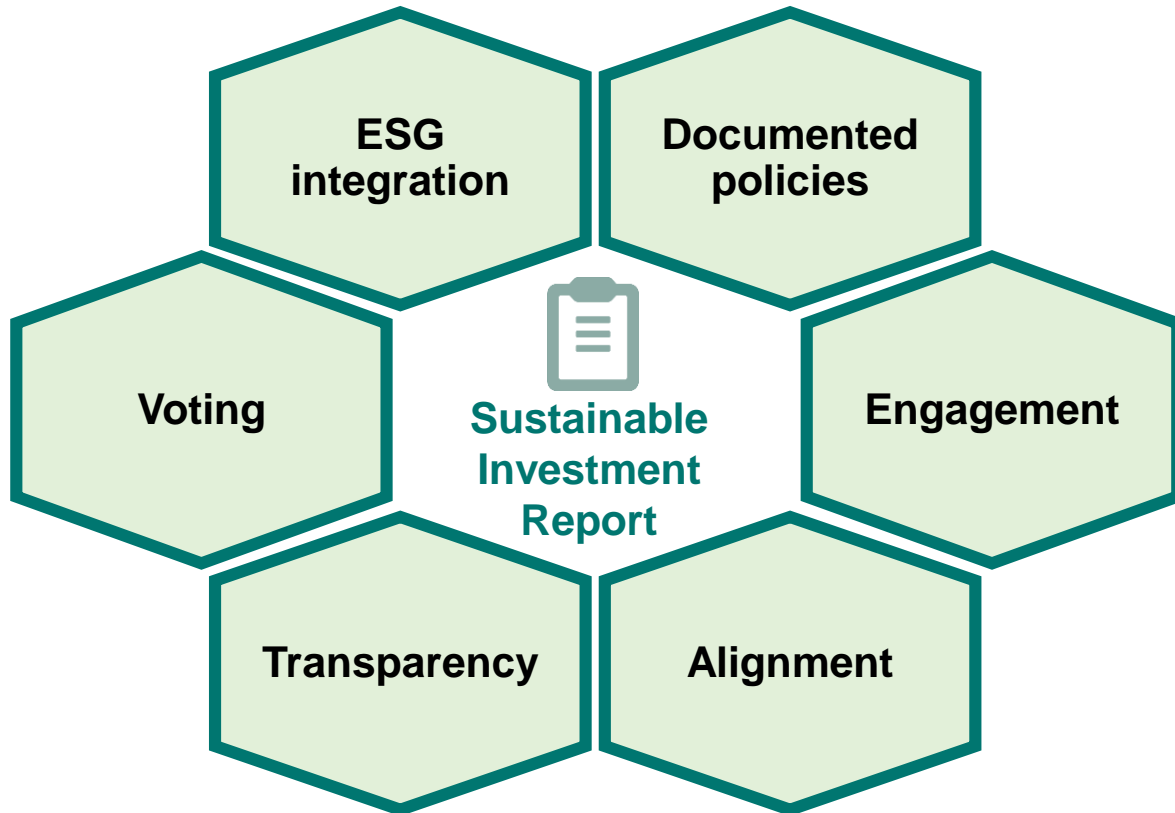 ESG
integration
Documented
policies
Voting
Sustainable
Investment
Report
Engagement
Transparency
Alignment